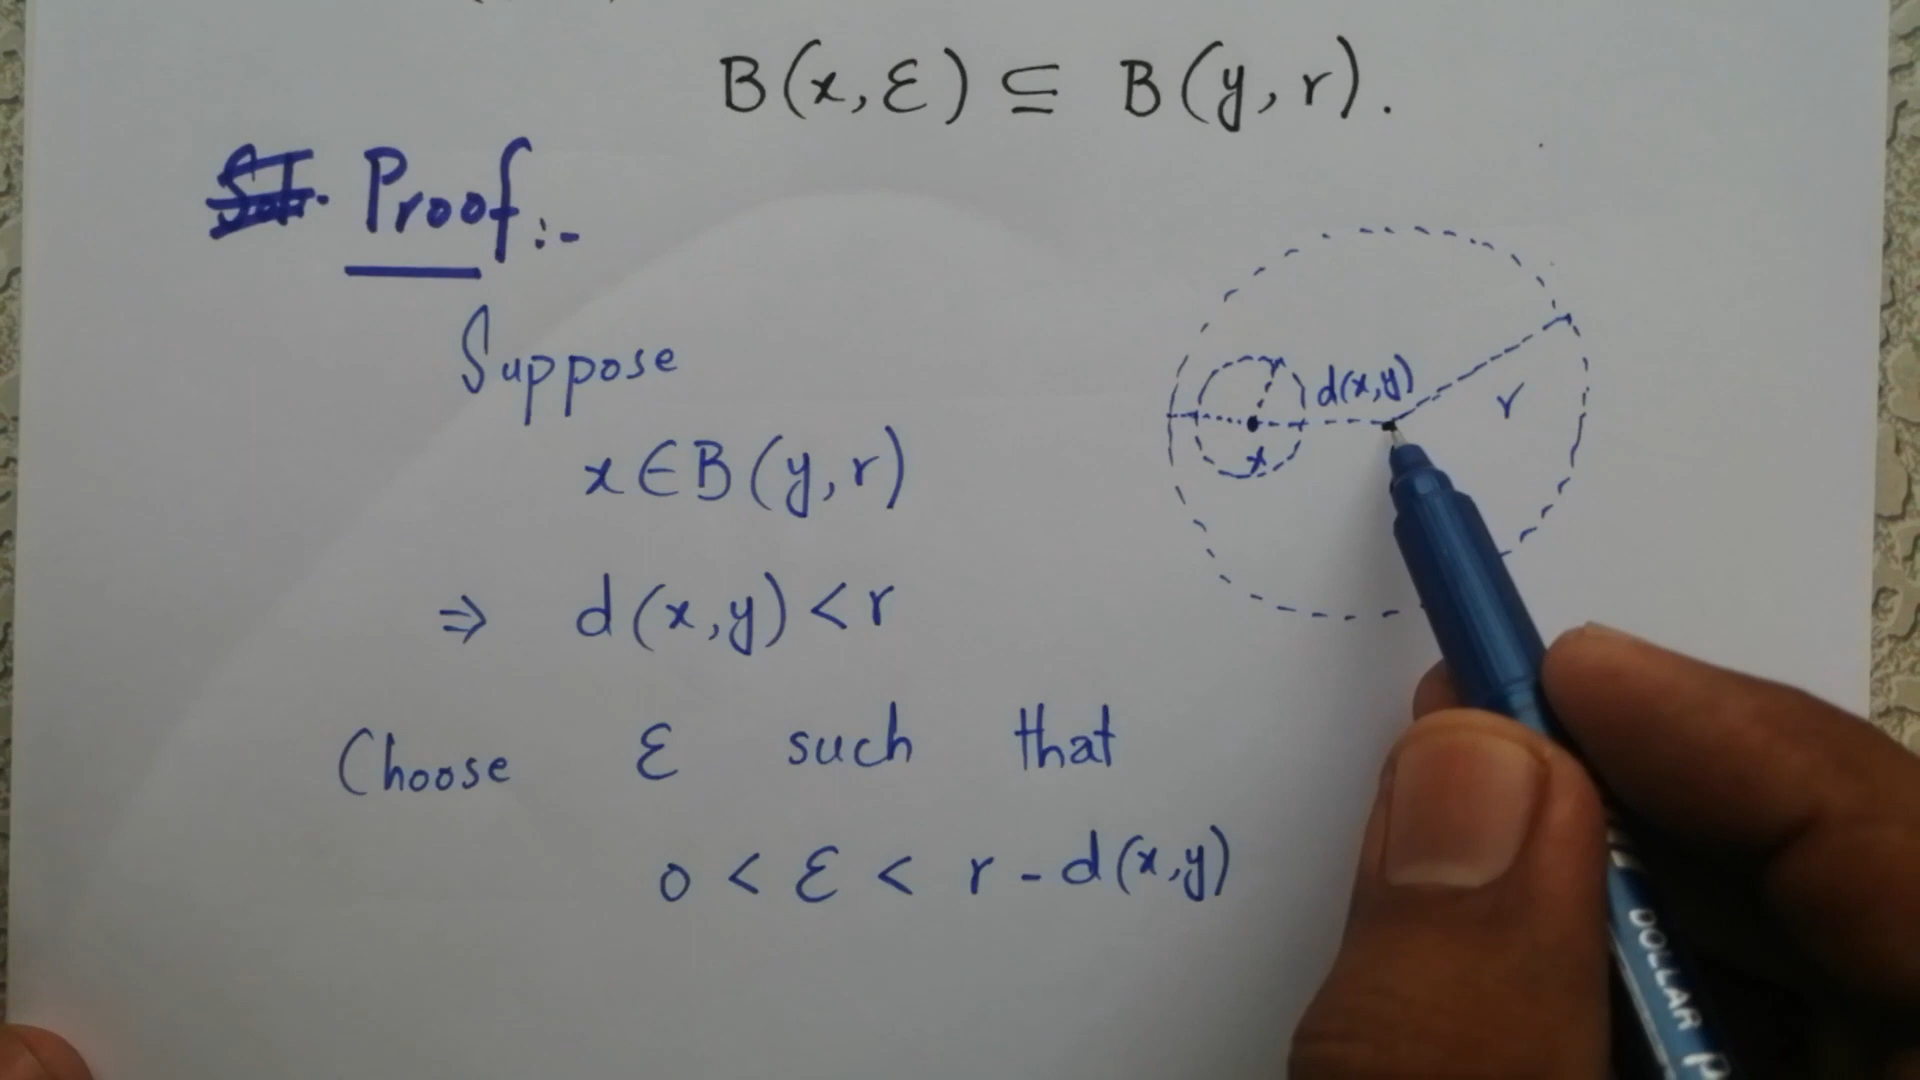 B(x,ε) ⊆ B(y,r).
Proof:-
Suppose
x∈B(y,r)
⇒ d(x,y)<r
Choose ε such that
0 < ε < r - d(x,y)
d(x,y)
r
x
DOLLAR